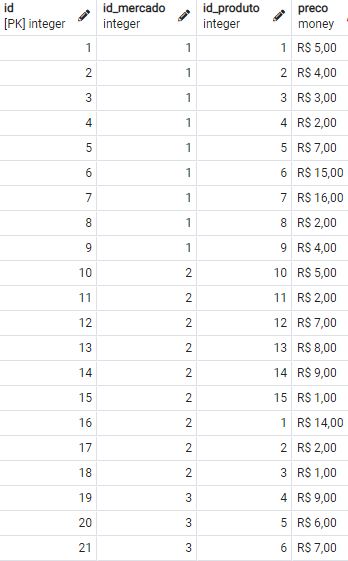 id id_mercado id_produto preco
[PK] integer integer integer money
1 1 1 R$ 5,00
2 1 2 R$ 4,00
3 1 3 R$ 3,00
4 1 4 R$ 2,00
5 1 5 R$ 7,00
6 1 6 R$ 15,00
7 1 7 R$ 16,00
8 1 8 R$ 2,00
9 1 9 R$ 4,00
10 2 10 R$ 5,00
11 2 11 R$ 2,00
12 2 12 R$ 7,00
13 2 13 R$ 8,00
14 2 14 R$ 9,00
15 2 15 R$ 1,00
16 2 1 R$ 14,00
17 2 2 R$ 2,00
18 2 3 R$ 1,00
19 3 4 R$ 9,00
20 3 5 R$ 6,00
21 3 6 R$ 7,00